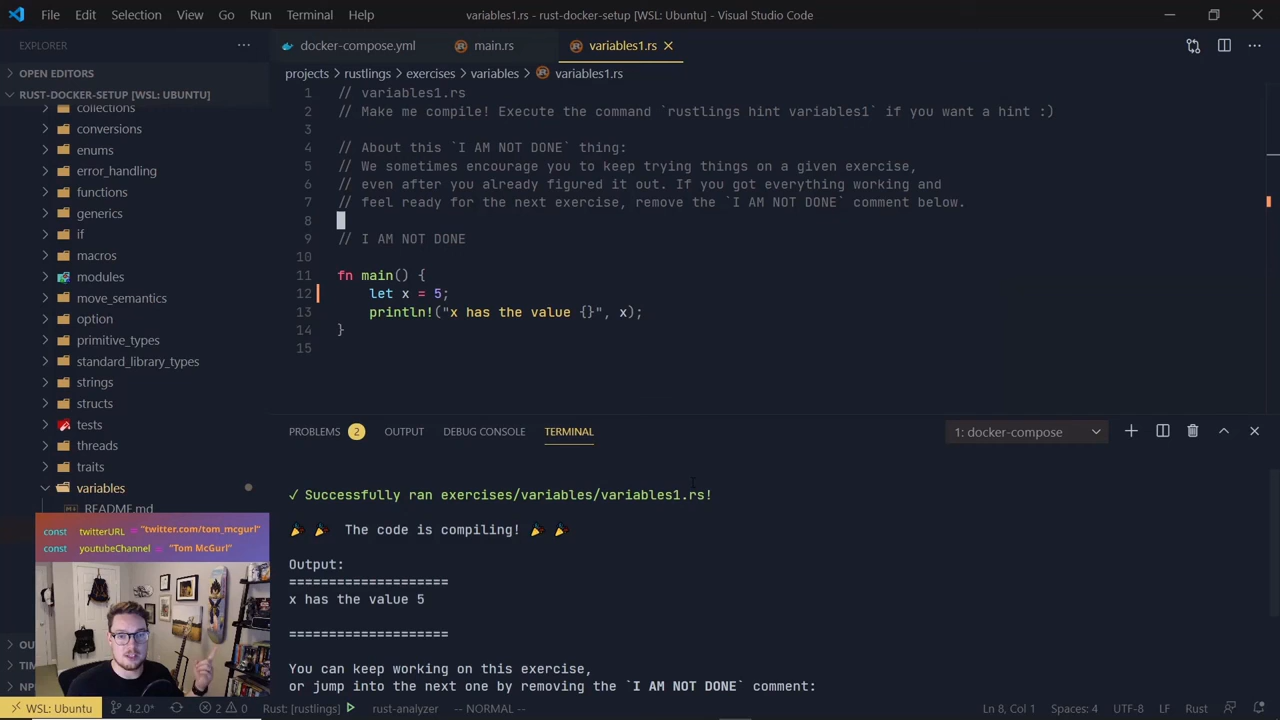 File Edit Selection View Go Run Terminal Help variables1.rs - rust-docker-setup [WSL: Ubuntu] - Visual Studio Code
EXPLORER
OPEN EDITORS
RUST-DOCKER-SETUP [WSL: UBUNTU]
collections
conversions
enums
error_handling
functions
generics
if
macros
modules
move_semantics
option
primitive_types
standard_library_types
strings
structs
tests
threads
traits
variables
README.md
docker-compose.yml main.rs variables1.rs
projects rustlings exercises variables variables1.rs
1 // variables1.rs
2 // Make me compile! Execute the command `rustlings hint variables1` if you want a hint :)
3
4 // About this `I AM NOT DONE` thing:
5 // We sometimes encourage you to keep trying things on a given exercise,
6 // even after you already figured it out. If you got everything working and
7 // feel ready for the next exercise, remove the `I AM NOT DONE` comment below.
8
9 // I AM NOT DONE
10
11 fn main() {
12 let x = 5;
13 println!("x has the value {}", x);
14 }
15
PROBLEMS 2 OUTPUT DEBUG CONSOLE TERMINAL 1: docker-compose
✓ Successfully ran exercises/variables/variables1.rs!
🎉 🎉 The code is compiling! 🎉 🎉
Output:
====================
x has the value 5
====================
You can keep working on this exercise,
or jump into the next one by removing the `I AM NOT DONE` comment:
const twitterURL = "twitter.com/tom_mcgurl"
const youtubeChannel = "Tom McGurl"
OU
TIM
NP
WSL: Ubuntu 4.2.0* 2 0 Rust: [rustlings] rust-analyzer -- NORMAL -- Ln 8, Col 1 Spaces: 4 UTF-8 LF Rust